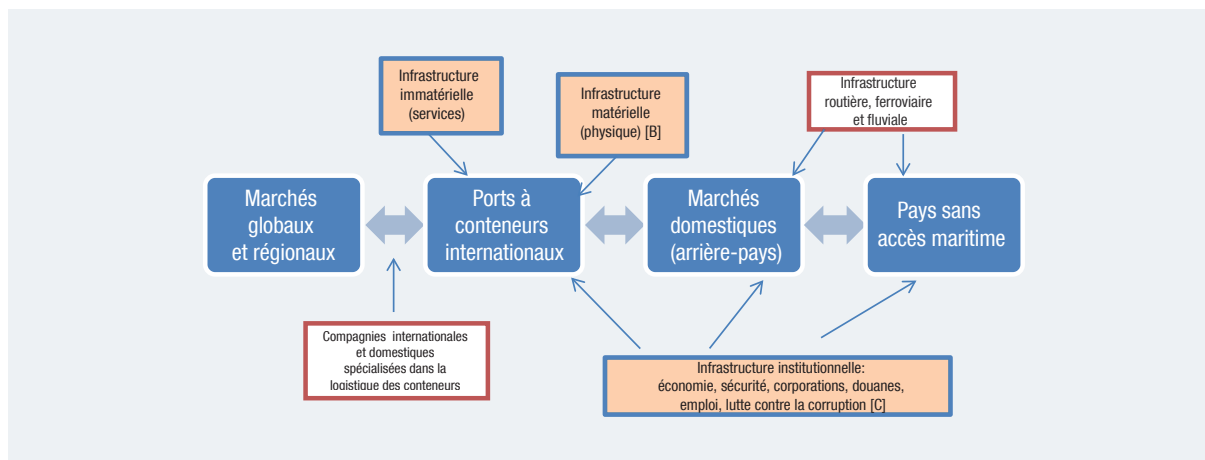 Infrastructure
immatérielle
(services)
Infrastructure
matérielle
(physique) [B]
Infrastructure
routière, ferroviaire
et fluviale
Marchés
globaux
et régionaux
Ports à
conteneurs
internationaux
Marchés
domestiques
(arrière-pays)
Pays sans
accès maritime
Compagnies internationales
et domestiques
spécialisées dans la
logistique des conteneurs
Infrastructure institutionnelle:
économie, sécurité, corporations, douanes,
emploi, lutte contre la corruption [C]